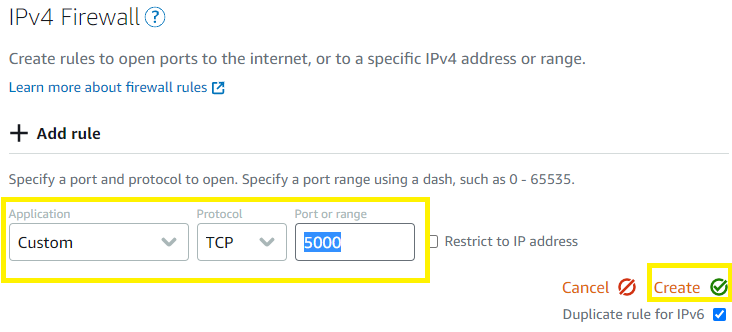 IPv4 Firewall ?
Create rules to open ports to the internet, or to a specific IPv4 address or range.
Learn more about firewall rules
+ Add rule
Specify a port and protocol to open. Specify a port range using a dash, such as 0 - 65535.
Application Protocol Port or range
Custom TCP 5000 Restrict to IP address
Cancel Create
Duplicate rule for IPv6